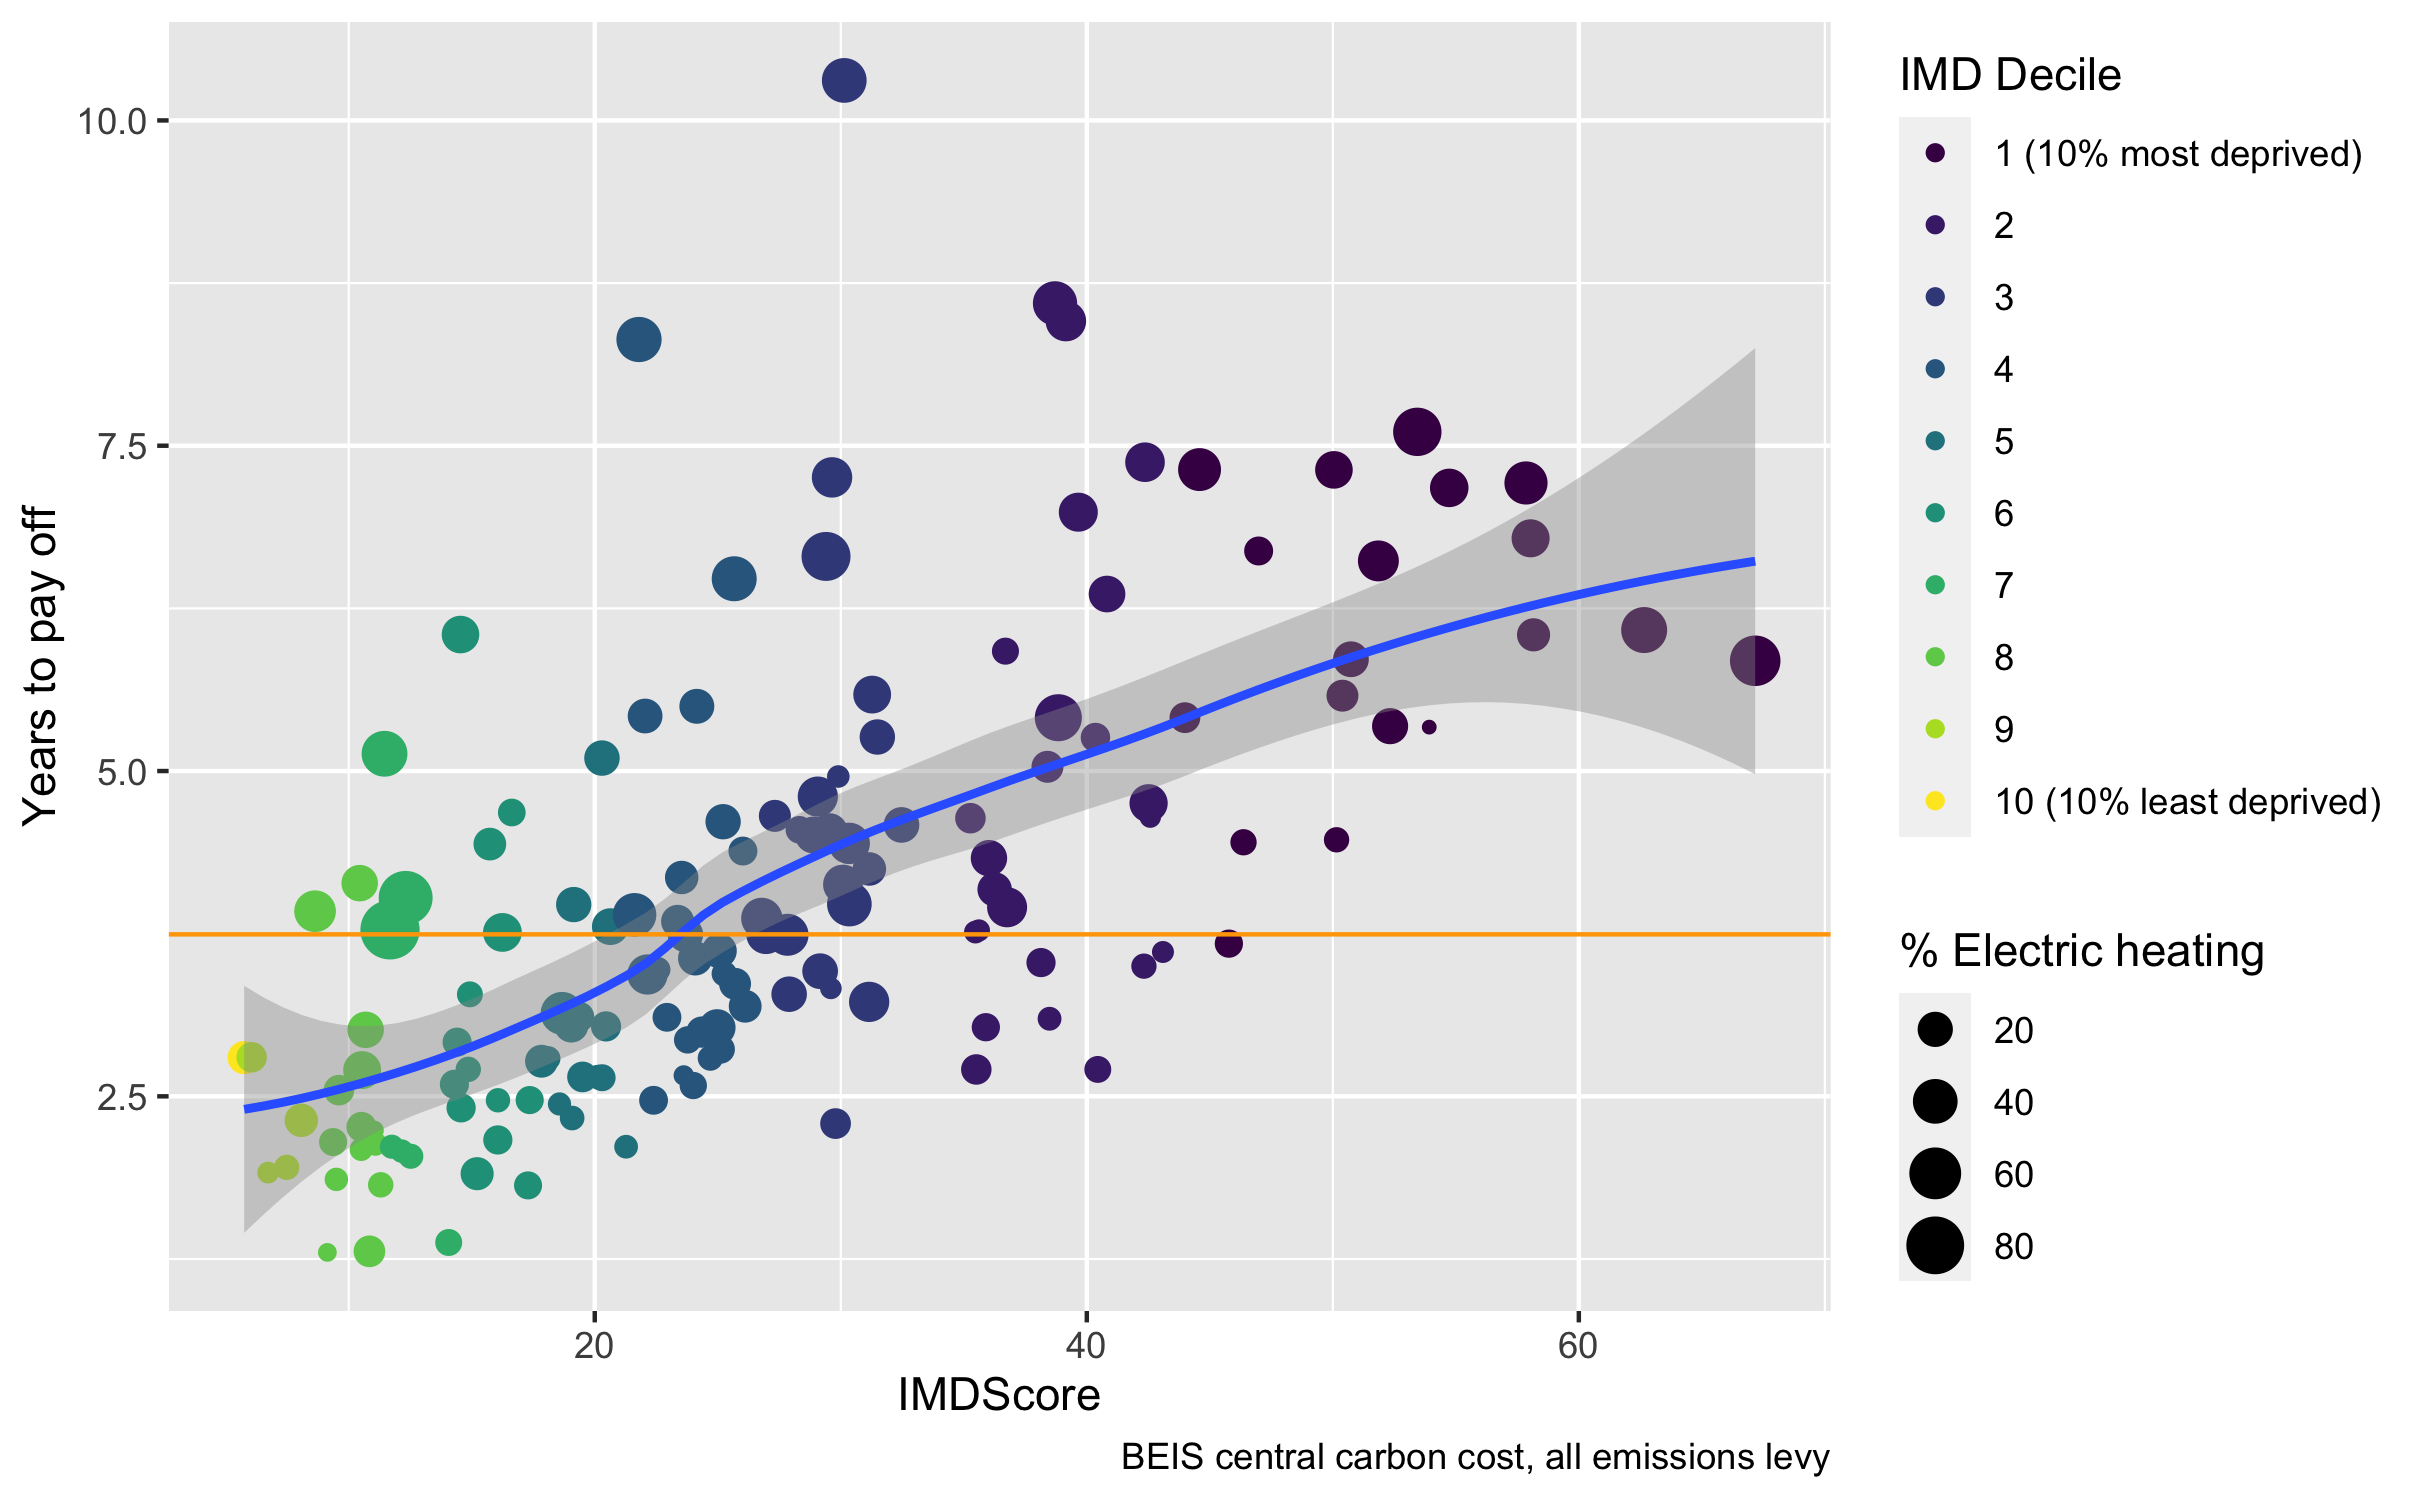 10.0
7.5
5.0
2.5
Years to pay off
20
40
60
IMDScore
BEIS central carbon cost, all emissions levy
IMD Decile
1 (10% most deprived)
2
3
4
5
6
7
8
9
10 (10% least deprived)
% Electric heating
20
40
60
80